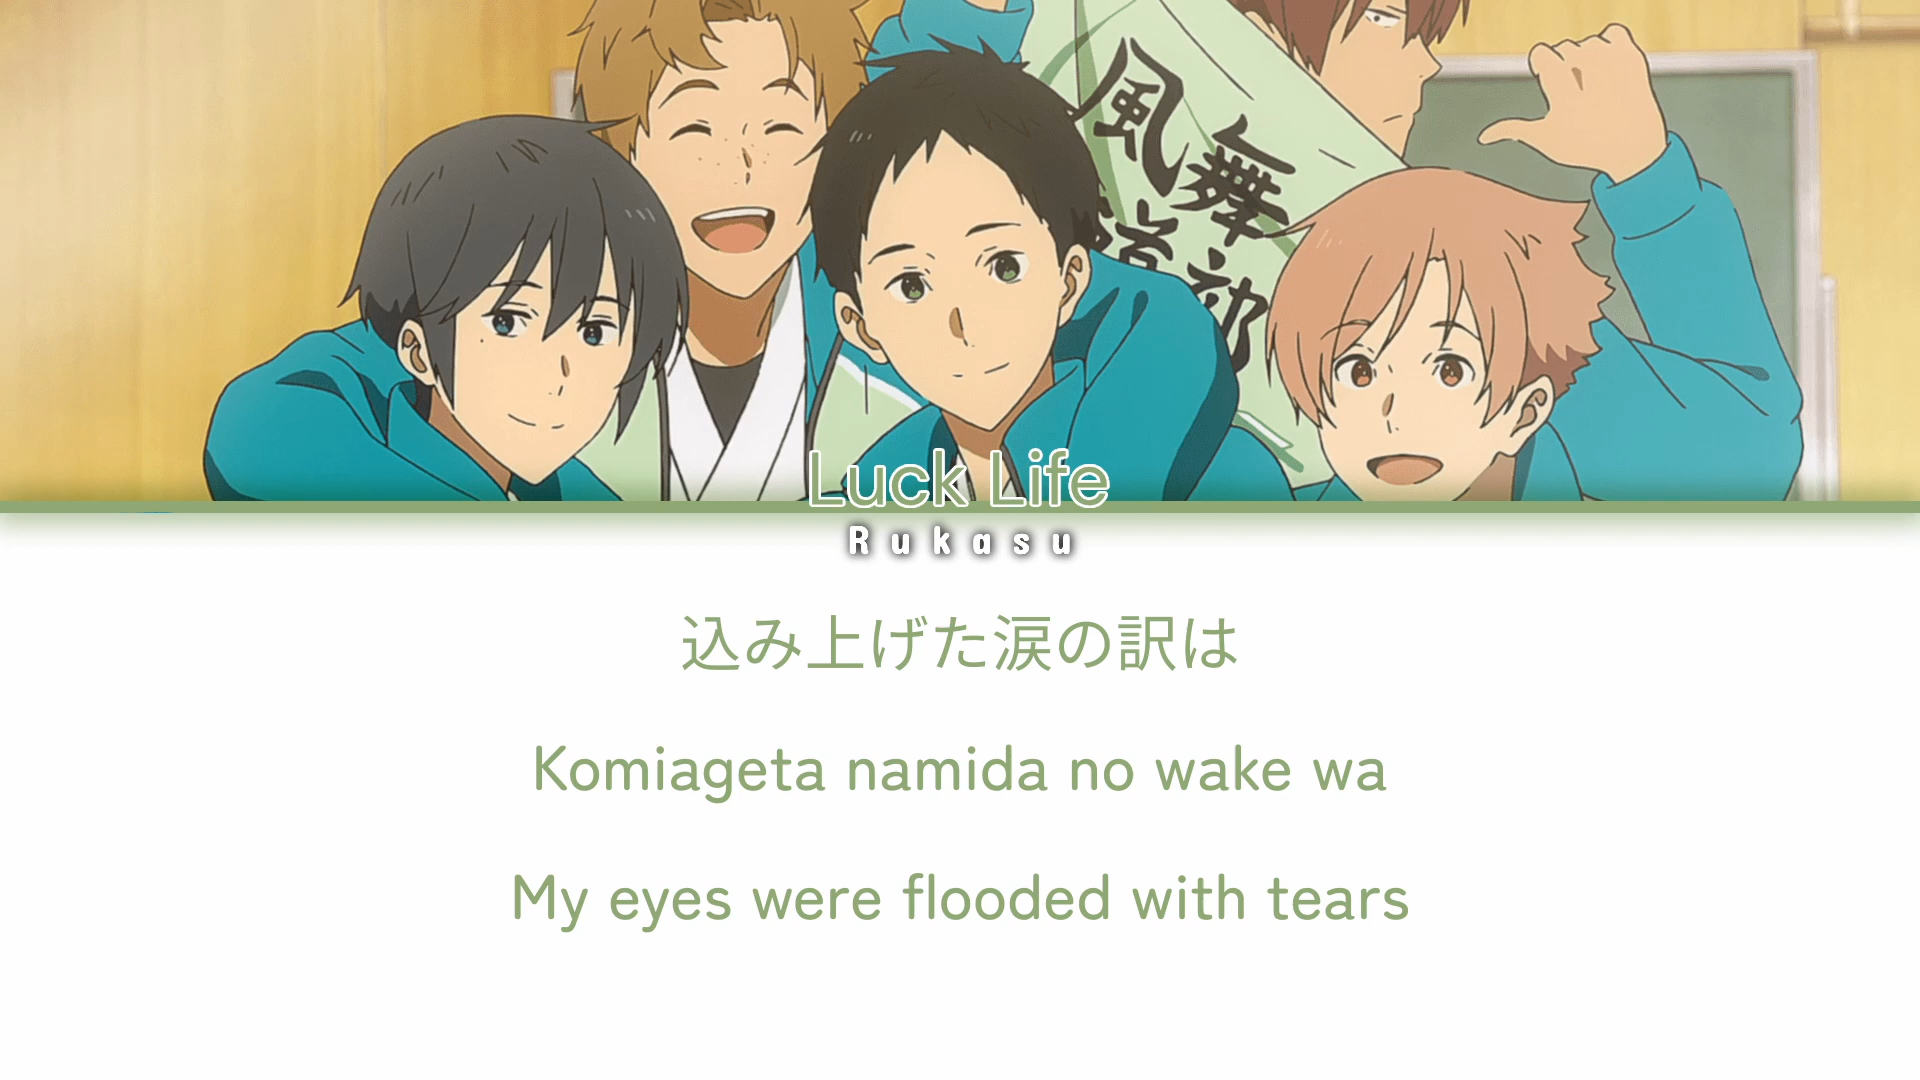 風舞
道部
Luck Life
Rukasu
込み上げた涙の訳は
Komiageta namida no wake wa
My eyes were flooded with tears